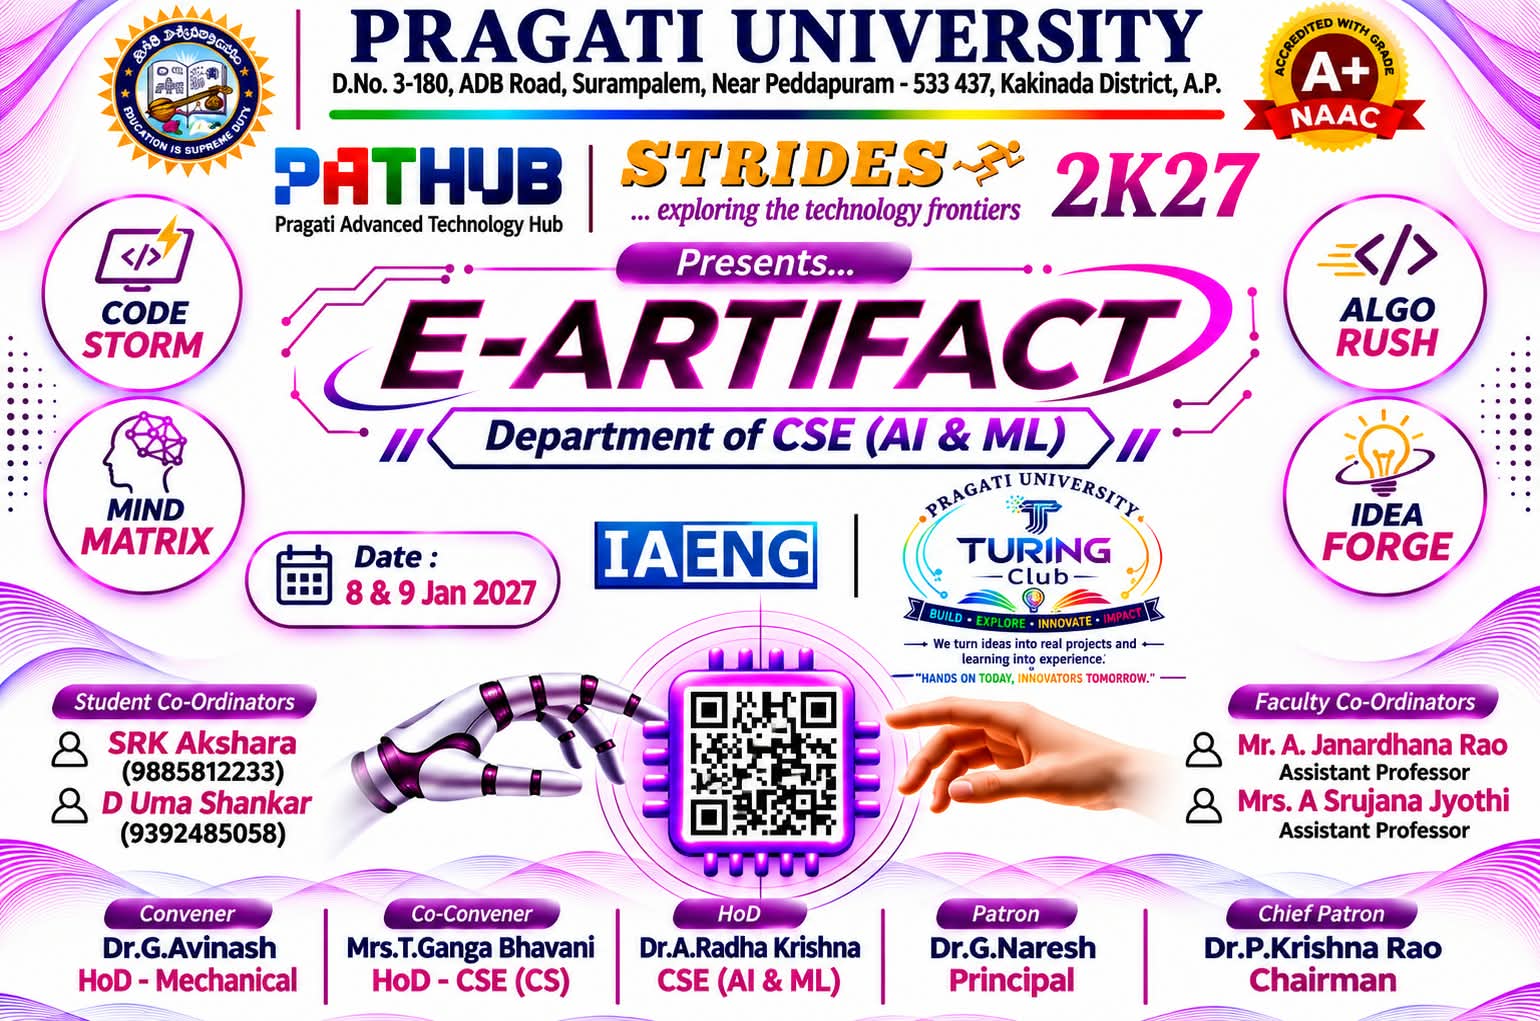 PRAGATI UNIVERSITY
D.No. 3-180, ADB Road, Surampalem, Near Peddapuram - 533 437, Kakinada District, A.P.
EDUCATION IS SUPREME DUTY
ACCREDITED WITH GRADE
A+
NAAC
PATHUB
Pragati Advanced Technology Hub
STRIDES
... exploring the technology frontiers
2K27
Presents...
E-ARTIFACT
Department of CSE (AI & ML)
</>
CODE
STORM
MIND
MATRIX
</>
ALGO
RUSH
IDEA
FORGE
Date :
8 & 9 Jan 2027
IAENG
PRAGATI UNIVERSITY
TURING
Club
BUILD • EXPLORE • INNOVATE • IMPACT
We turn ideas into real projects and
learning into experience.
"HANDS ON TODAY, INNOVATORS TOMORROW."
Student Co-Ordinators
SRK Akshara
(9885812233)
D Uma Shankar
(9392485058)
Faculty Co-Ordinators
Mr. A. Janardhana Rao
Assistant Professor
Mrs. A Srujana Jyothi
Assistant Professor
Convener
Dr.G.Avinash
HoD - Mechanical
Co-Convener
Mrs.T.Ganga Bhavani
HoD - CSE (CS)
HoD
Dr.A.Radha Krishna
CSE (AI & ML)
Patron
Dr.G.Naresh
Principal
Chief Patron
Dr.P.Krishna Rao
Chairman